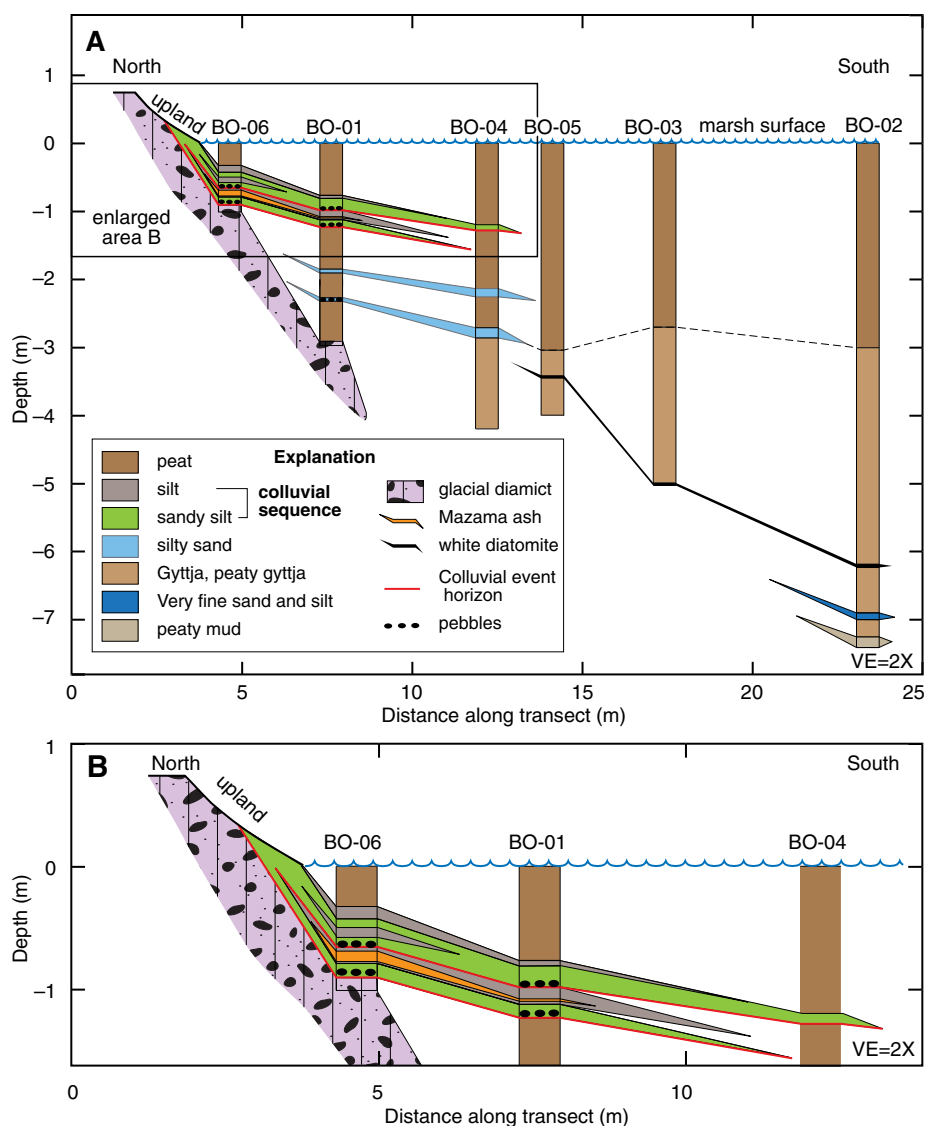 A
North
South
upland
BO-06
BO-01
BO-04
BO-05
BO-03
marsh surface
BO-02
enlarged
area B
1
0
–1
–2
–3
–4
–5
–6
–7
Depth (m)
Explanation
peat
silt
sandy silt
colluvial
sequence
silty sand
Gyttja, peaty gyttja
Very fine sand and silt
peaty mud
glacial diamict
Mazama ash
white diatomite
Colluvial event
horizon
pebbles
VE=2X
0
5
10
15
20
25
Distance along transect (m)
B
North
South
upland
BO-06
BO-01
BO-04
1
0
–1
Depth (m)
VE=2X
0
5
10
Distance along transect (m)